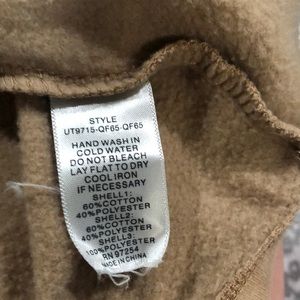 STYLE
UT9715-QF65-QF65
HAND WASH IN
COLD WATER
DO NOT BLEACH
LAY FLAT TO DRY
COOL IRON
IF NECESSARY
SHELL1:
60%COTTON
40%POLYESTER
SHELL2:
60%COTTON
40%POLYESTER
SHELL3:
100%POLYESTER
RN 97254
MADE IN CHINA